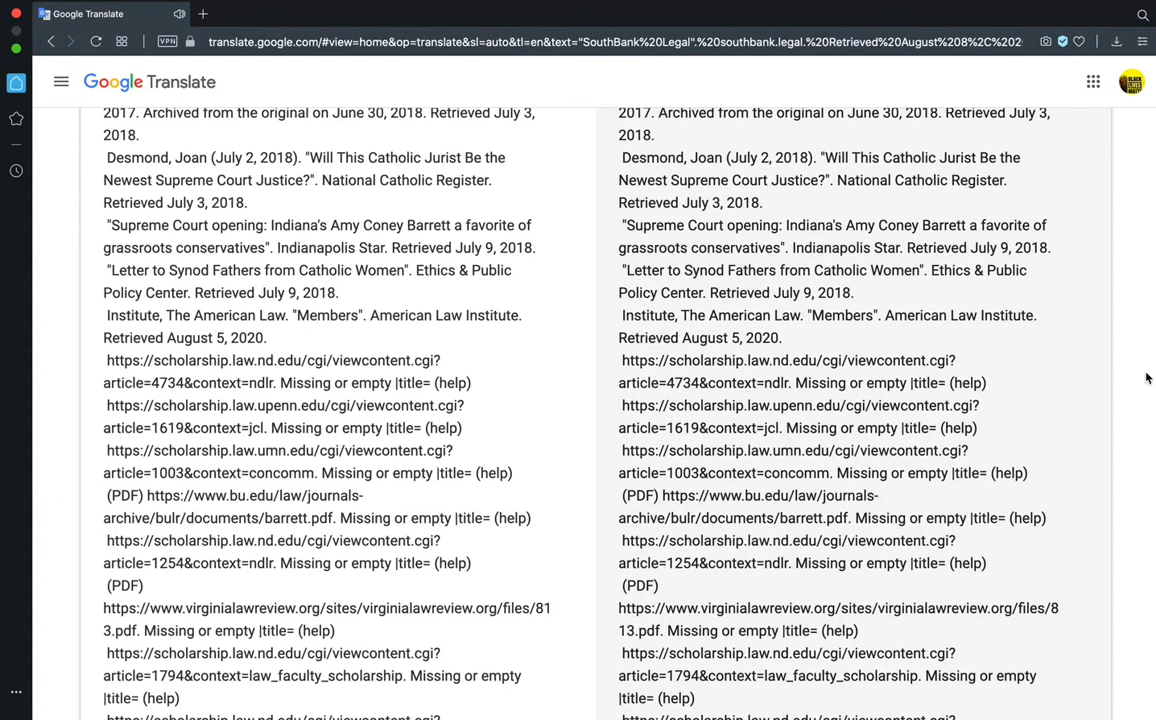 Google Translate
VPN
translate.google.com/#view=home&op=translate&sl=auto&tl=en&text="SouthBank%20Legal".%20southbank.legal.%20Retrieved%20August%208%2C%202
Google Translate
BLACK LIVES MATTER
2017. Archived from the original on June 30, 2018. Retrieved July 3,
2018.
Desmond, Joan (July 2, 2018). "Will This Catholic Jurist Be the
Newest Supreme Court Justice?". National Catholic Register.
Retrieved July 3, 2018.
"Supreme Court opening: Indiana's Amy Coney Barrett a favorite of
grassroots conservatives". Indianapolis Star. Retrieved July 9, 2018.
"Letter to Synod Fathers from Catholic Women". Ethics & Public
Policy Center. Retrieved July 9, 2018.
Institute, The American Law. "Members". American Law Institute.
Retrieved August 5, 2020.
https://scholarship.law.nd.edu/cgi/viewcontent.cgi?
article=4734&context=ndlr. Missing or empty |title= (help)
https://scholarship.law.upenn.edu/cgi/viewcontent.cgi?
article=1619&context=jcl. Missing or empty |title= (help)
https://scholarship.law.umn.edu/cgi/viewcontent.cgi?
article=1003&context=concomm. Missing or empty |title= (help)
(PDF) https://www.bu.edu/law/journals-
archive/bulr/documents/barrett.pdf. Missing or empty |title= (help)
https://scholarship.law.nd.edu/cgi/viewcontent.cgi?
article=1254&context=ndlr. Missing or empty |title= (help)
(PDF)
https://www.virginialawreview.org/sites/virginialawreview.org/files/81
3.pdf. Missing or empty |title= (help)
https://scholarship.law.nd.edu/cgi/viewcontent.cgi?
article=1794&context=law_faculty_scholarship. Missing or empty
|title= (help)
https://scholarship.law.nd.edu/cgi/viewcontent.cgi?
2017. Archived from the original on June 30, 2018. Retrieved July 3,
2018.
Desmond, Joan (July 2, 2018). "Will This Catholic Jurist Be the
Newest Supreme Court Justice?". National Catholic Register.
Retrieved July 3, 2018.
"Supreme Court opening: Indiana's Amy Coney Barrett a favorite of
grassroots conservatives". Indianapolis Star. Retrieved July 9, 2018.
"Letter to Synod Fathers from Catholic Women". Ethics & Public
Policy Center. Retrieved July 9, 2018.
Institute, The American Law. "Members". American Law Institute.
Retrieved August 5, 2020.
https://scholarship.law.nd.edu/cgi/viewcontent.cgi?
article=4734&context=ndlr. Missing or empty |title= (help)
https://scholarship.law.upenn.edu/cgi/viewcontent.cgi?
article=1619&context=jcl. Missing or empty |title= (help)
https://scholarship.law.umn.edu/cgi/viewcontent.cgi?
article=1003&context=concomm. Missing or empty |title= (help)
(PDF) https://www.bu.edu/law/journals-
archive/bulr/documents/barrett.pdf. Missing or empty |title= (help)
https://scholarship.law.nd.edu/cgi/viewcontent.cgi?
article=1254&context=ndlr. Missing or empty |title= (help)
(PDF)
https://www.virginialawreview.org/sites/virginialawreview.org/files/8
13.pdf. Missing or empty |title= (help)
https://scholarship.law.nd.edu/cgi/viewcontent.cgi?
article=1794&context=law_faculty_scholarship. Missing or empty
|title= (help)
https://scholarship.law.nd.edu/cgi/viewcontent.cgi?